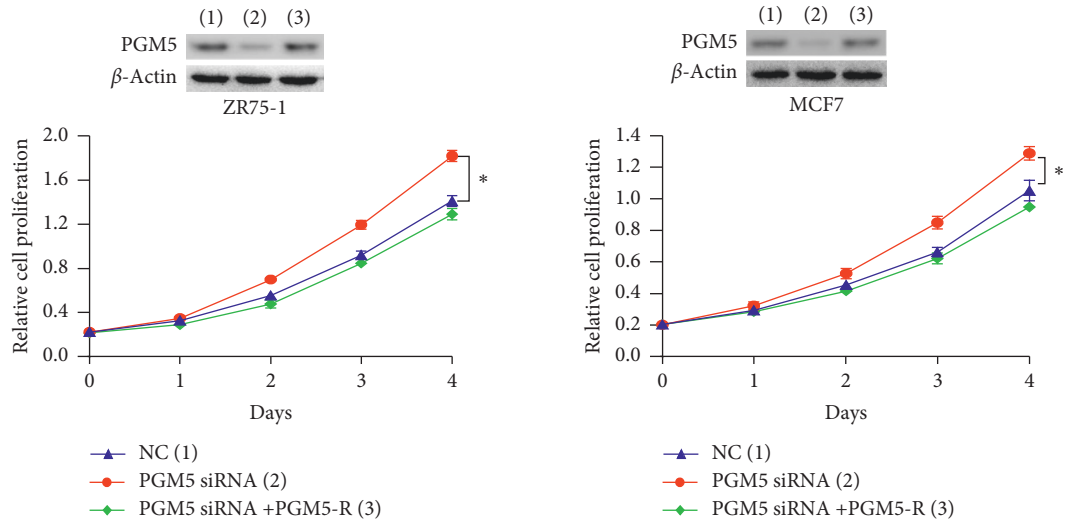 (1) (2) (3)
PGM5
β-Actin
ZR75-1
Relative cell proliferation
2.0
1.6
1.2
0.8
0.4
0.0
0 1 2 3 4
Days
*
NC (1)
PGM5 siRNA (2)
PGM5 siRNA +PGM5-R (3)
(1) (2) (3)
PGM5
β-Actin
MCF7
Relative cell proliferation
1.4
1.2
1.0
0.8
0.6
0.4
0.2
0.0
0 1 2 3 4
Days
*
NC (1)
PGM5 siRNA (2)
PGM5 siRNA +PGM5-R (3)